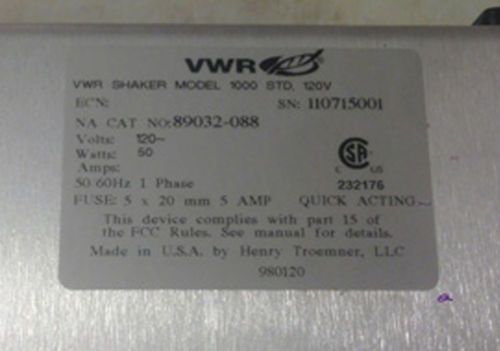 VWR
VWR SHAKER MODEL 1000 STD, 120V
ECN: SN: 110715001
NA CAT NO: 89032-088
Volts: 120~
Watts: 50
Amps:
C SA US
50/60Hz 1 Phase 232176
FUSE: 5 x 20 mm 5 AMP QUICK ACTING
This device complies with part 15 of
the FCC Rules. See manual for details.
Made in U.S.A. by Henry Troemner, LLC
980120